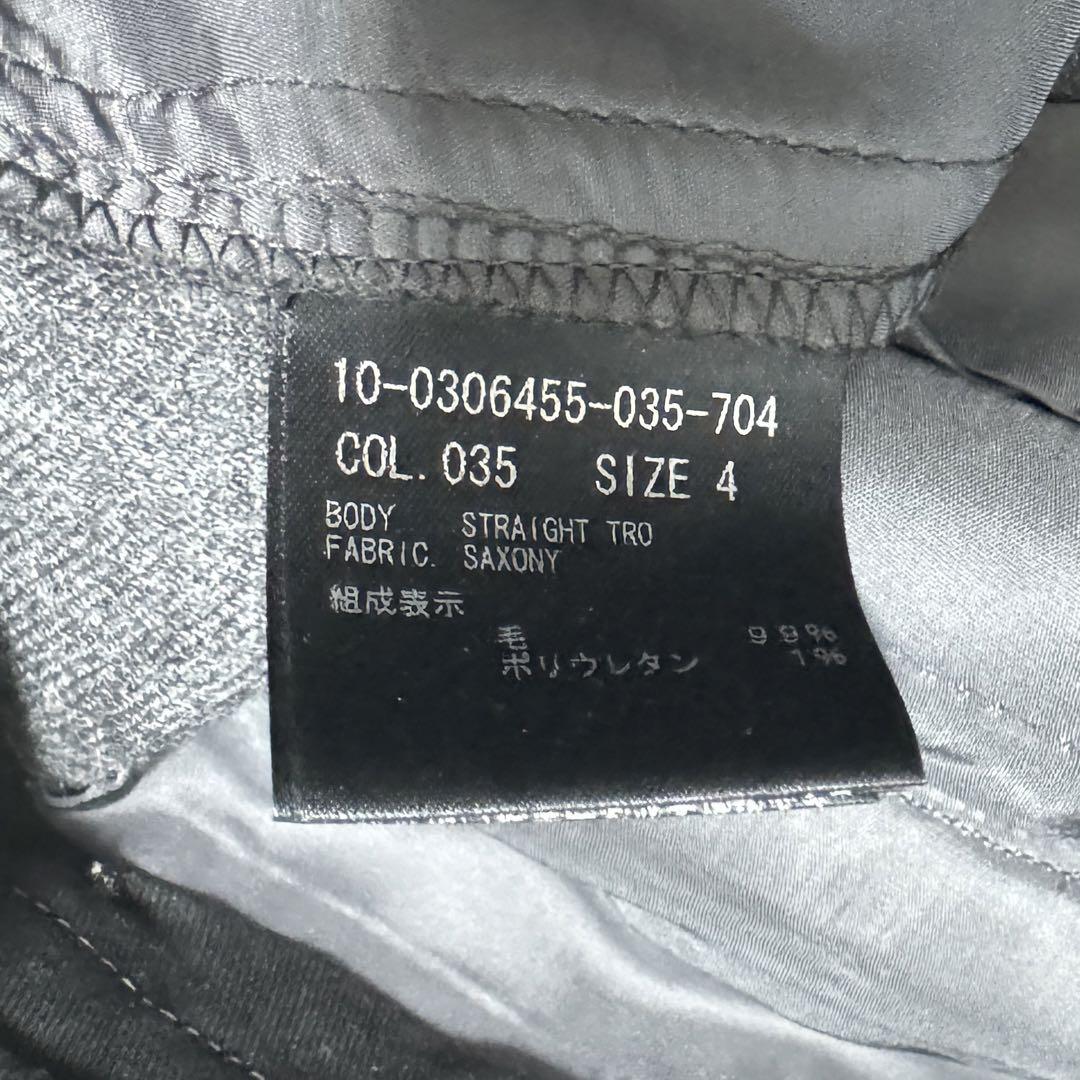 10-0306455-035-704
COL. 035 SIZE 4
BODY STRAIGHT TRO
FABRIC. SAXONY
組成表示
毛 99%
ポリウレタン 1%